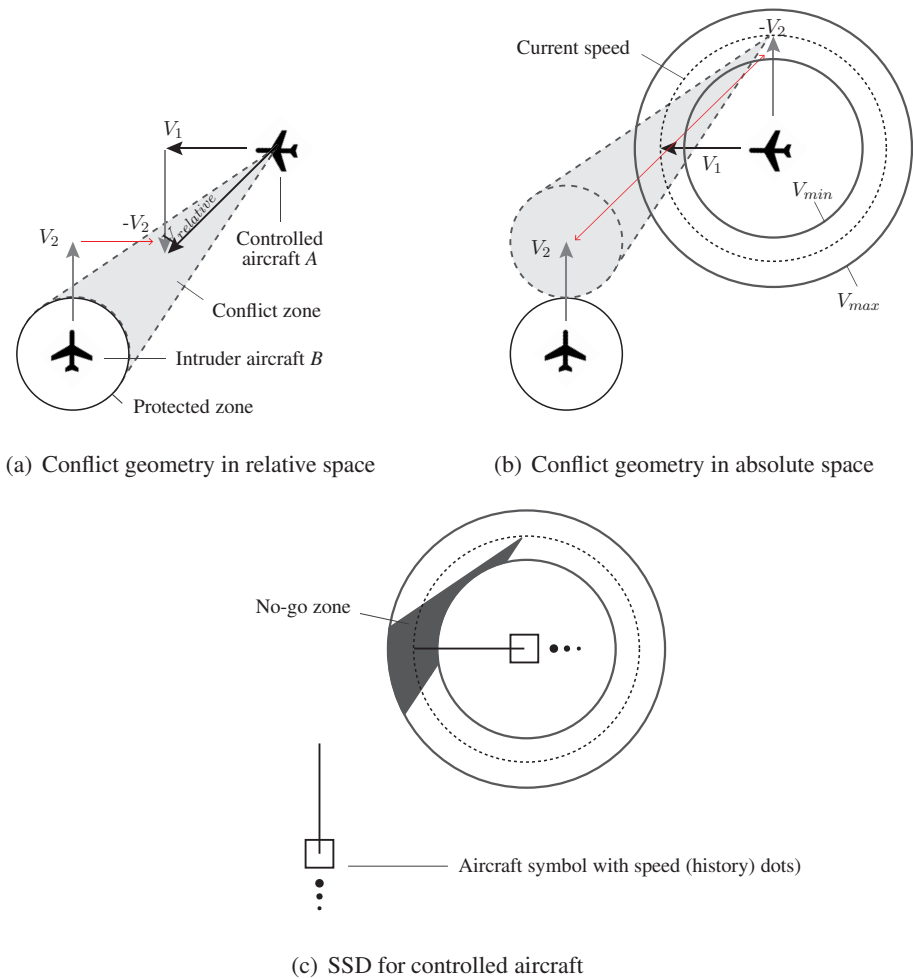 -V2
Current speed
V1
V1
Vmin
Vrelative
-V2
V2
Controlled
aircraft A
V2
Conflict zone
Vmax
Intruder aircraft B
Protected zone
(a) Conflict geometry in relative space
(b) Conflict geometry in absolute space
No-go zone
Aircraft symbol with speed (history) dots)
(c) SSD for controlled aircraft